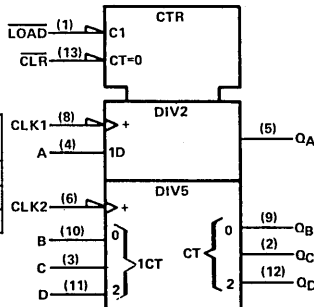 CTR
LOAD (1) C1
CLR (13) CT=0
DIV2
CLK1 (8) +
(5) QA
A (4) 1D
DIV5
CLK2 (6) +
B (10) 0 CT 0 (9) QB
C (3) 1CT (2) QC
D (11) 2 2 (12) QD